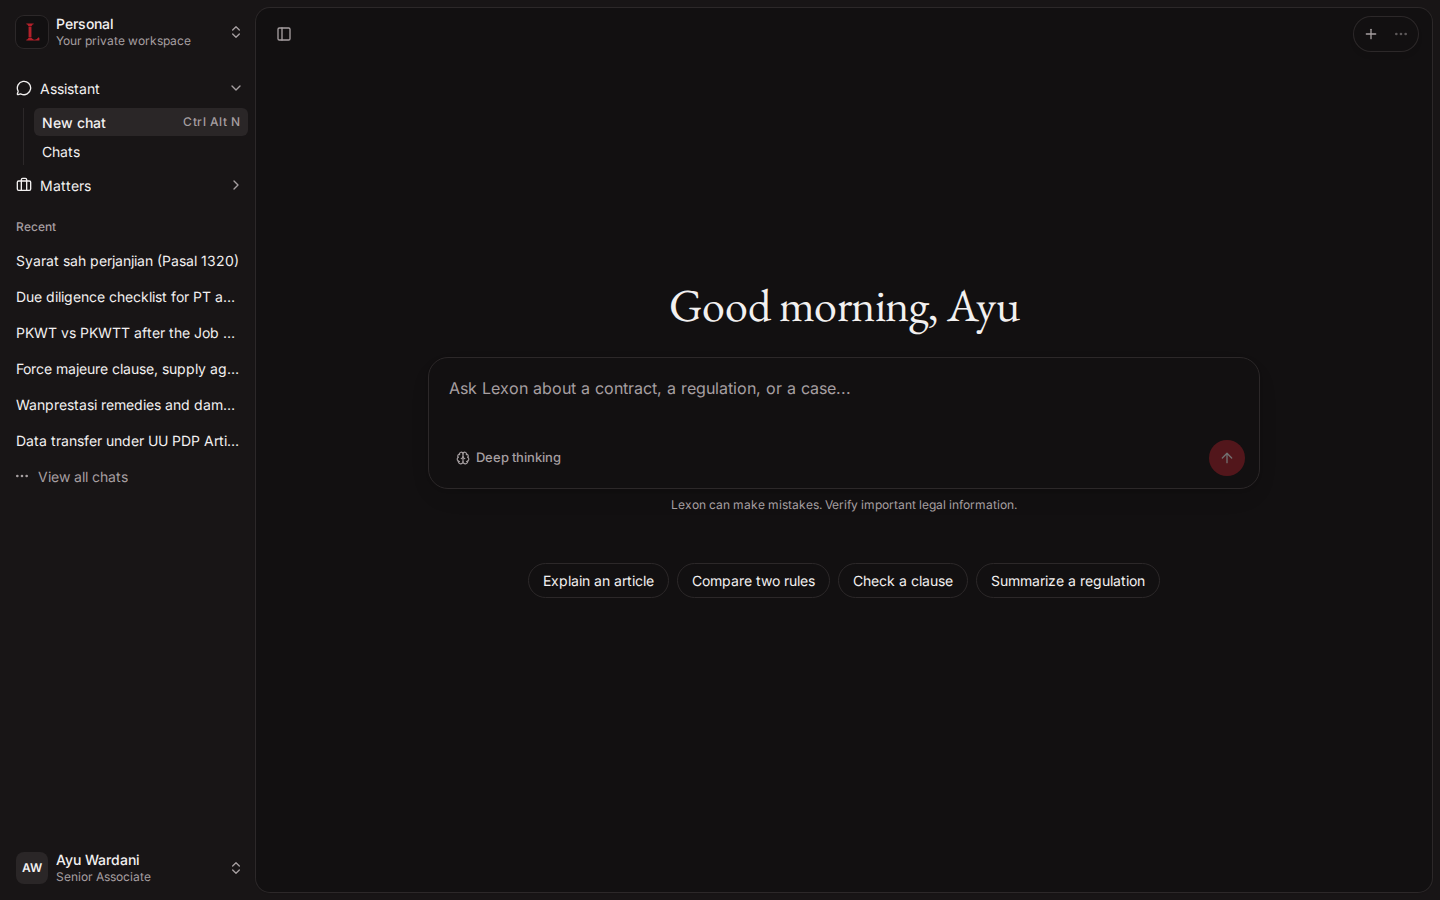 L
Personal
Your private workspace
Assistant
New chat
Ctrl Alt N
Chats
Matters
Recent
Syarat sah perjanjian (Pasal 1320)
Due diligence checklist for PT a...
PKWT vs PKWTT after the Job ...
Force majeure clause, supply ag...
Wanprestasi remedies and dam...
Data transfer under UU PDP Arti...
View all chats
AW
Ayu Wardani
Senior Associate
Good morning, Ayu
Ask Lexon about a contract, a regulation, or a case...
Deep thinking
Lexon can make mistakes. Verify important legal information.
Explain an article
Compare two rules
Check a clause
Summarize a regulation